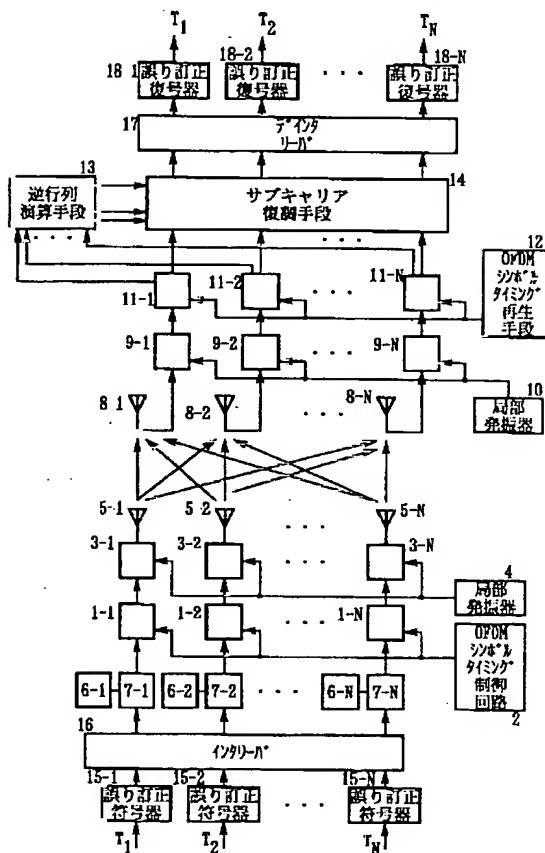 T1 T2 TN
18-1 誤り訂正復号器 18-2 誤り訂正復号器 ・・・ 18-N 誤り訂正復号器
17 デインタリーバ
13 逆行列演算手段 ・・・
14 サブキャリア復調手段
12 OFDMシンボルタイミング再生手段
11-1 11-2 ・・・ 11-N
9-1 9-2 ・・・ 9-N
10 局部発振器
8-1 8-2 ・・・ 8-N
5-1 5-2 ・・・ 5-N
3-1 3-2 ・・・ 3-N
4 局部発振器
1-1 1-2 ・・・ 1-N
OFDMシンボルタイミング制御回路 2
6-1 7-1 6-2 7-2 ・・・ 6-N 7-N
16 インタリーバ
15-1 誤り訂正符号器 15-2 誤り訂正符号器 ・・・ 15-N 誤り訂正符号器
T1 T2 TN